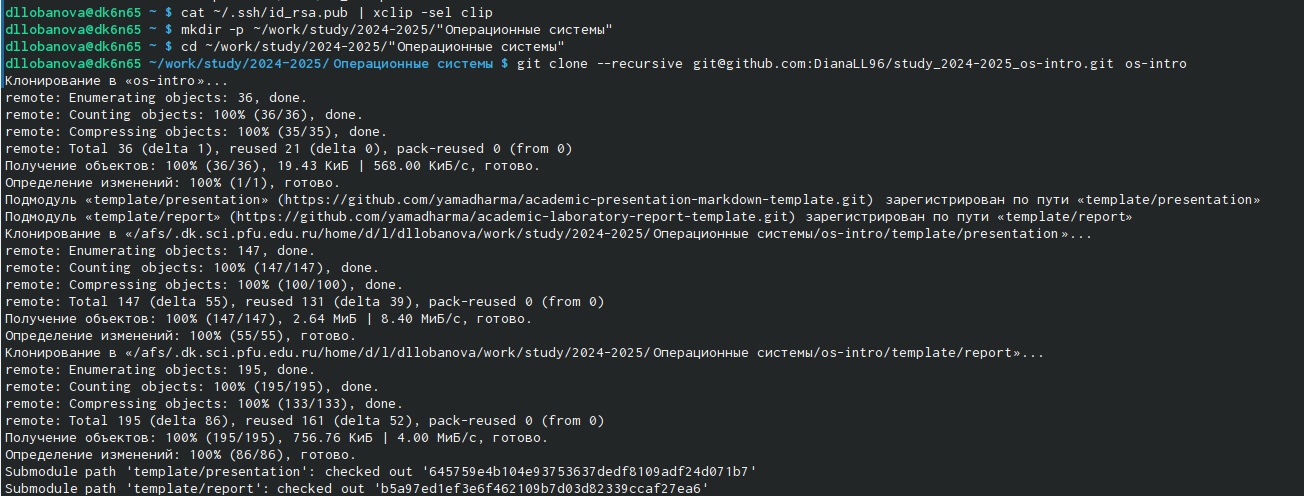 dllobanova@dk6n65 ~ $ cat ~/.ssh/id_rsa.pub | xclip -sel clip
dllobanova@dk6n65 ~ $ mkdir -p ~/work/study/2024-2025/"Операционные системы"
dllobanova@dk6n65 ~ $ cd ~/work/study/2024-2025/"Операционные системы"
dllobanova@dk6n65 ~/work/study/2024-2025/Операционные системы $ git clone --recursive git@github.com:DianaLL96/study_2024-2025_os-intro.git os-intro
Клонирование в «os-intro»...
remote: Enumerating objects: 36, done.
remote: Counting objects: 100% (36/36), done.
remote: Compressing objects: 100% (35/35), done.
remote: Total 36 (delta 1), reused 21 (delta 0), pack-reused 0 (from 0)
Получение объектов: 100% (36/36), 19.43 КиБ | 568.00 КиБ/с, готово.
Определение изменений: 100% (1/1), готово.
Подмодуль «template/presentation» (https://github.com/yamadharma/academic-presentation-markdown-template.git) зарегистрирован по пути «template/presentation»
Подмодуль «template/report» (https://github.com/yamadharma/academic-laboratory-report-template.git) зарегистрирован по пути «template/report»
Клонирование в «/afs/.dk.sci.pfu.edu.ru/home/d/l/dllobanova/work/study/2024-2025/Операционные системы/os-intro/template/presentation»...
remote: Enumerating objects: 147, done.
remote: Counting objects: 100% (147/147), done.
remote: Compressing objects: 100% (100/100), done.
remote: Total 147 (delta 55), reused 131 (delta 39), pack-reused 0 (from 0)
Получение объектов: 100% (147/147), 2.64 МиБ | 8.40 МиБ/с, готово.
Определение изменений: 100% (55/55), готово.
Клонирование в «/afs/.dk.sci.pfu.edu.ru/home/d/l/dllobanova/work/study/2024-2025/Операционные системы/os-intro/template/report»...
remote: Enumerating objects: 195, done.
remote: Counting objects: 100% (195/195), done.
remote: Compressing objects: 100% (133/133), done.
remote: Total 195 (delta 86), reused 161 (delta 52), pack-reused 0 (from 0)
Получение объектов: 100% (195/195), 756.76 КиБ | 4.00 МиБ/с, готово.
Определение изменений: 100% (86/86), готово.
Submodule path 'template/presentation': checked out '645759e4b104e93753637dedf8109adf24d071b7'
Submodule path 'template/report': checked out 'b5a97ed1ef3e6f462109b7d03d82339ccaf27ea6'